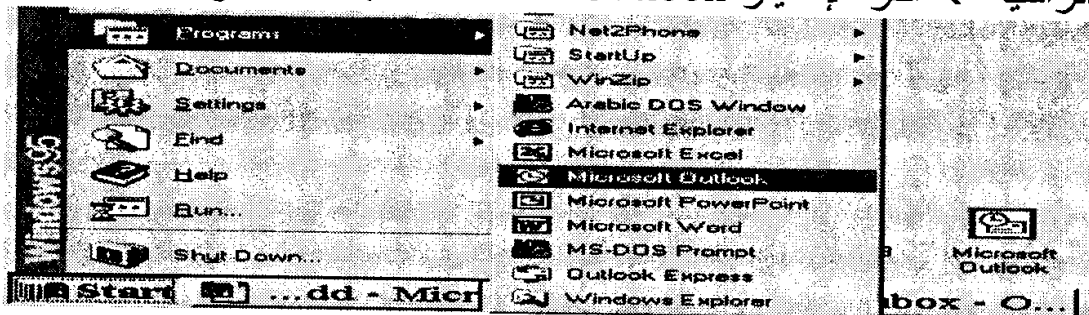 Programs
Documents
Settings
Find
Help
Run...
Shut Down...
Windows95
Start
...dd - Micr
Net2Phone
StartUp
WinZip
Arabic DOS Window
Internet Explorer
Microsoft Excel
Microsoft Outlook
Microsoft PowerPoint
Microsoft Word
MS-DOS Prompt
Outlook Express
Windows Explorer
Microsoft
Outlook
box - O...